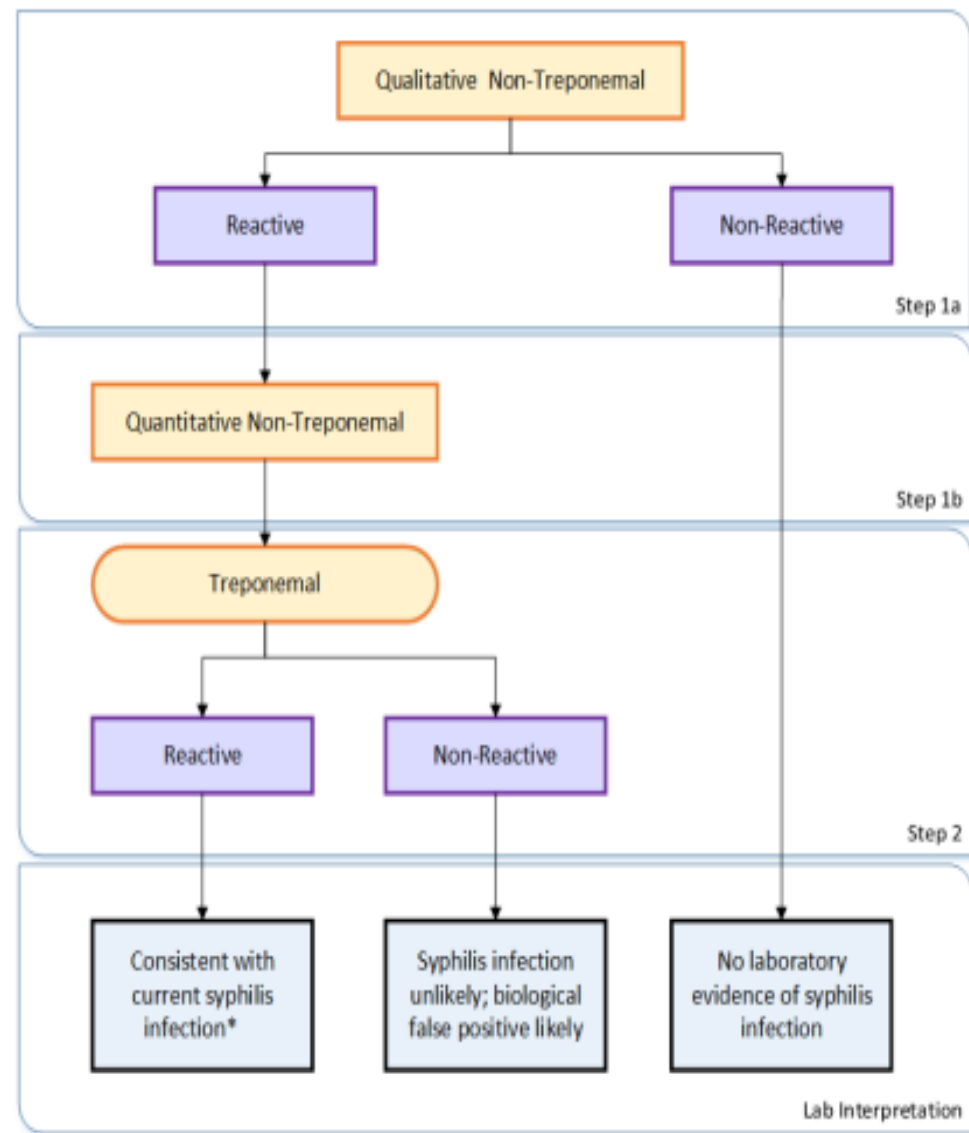 Qualitative Non-Treponemal
Reactive
Non-Reactive
Step 1a
Quantitative Non-Treponemal
Step 1b
Treponemal
Reactive
Non-Reactive
Step 2
Consistent with
current syphilis
infection*
Syphilis infection
unlikely; biological
false positive likely
No laboratory
evidence of syphilis
infection
Lab Interpretation